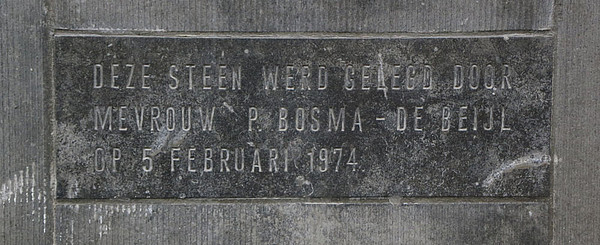 DEZE STEEN WERD GELEGD DOOR
MEVROUW P. BOSMA - DE BEIJL
OP 5 FEBRUARI 1974.